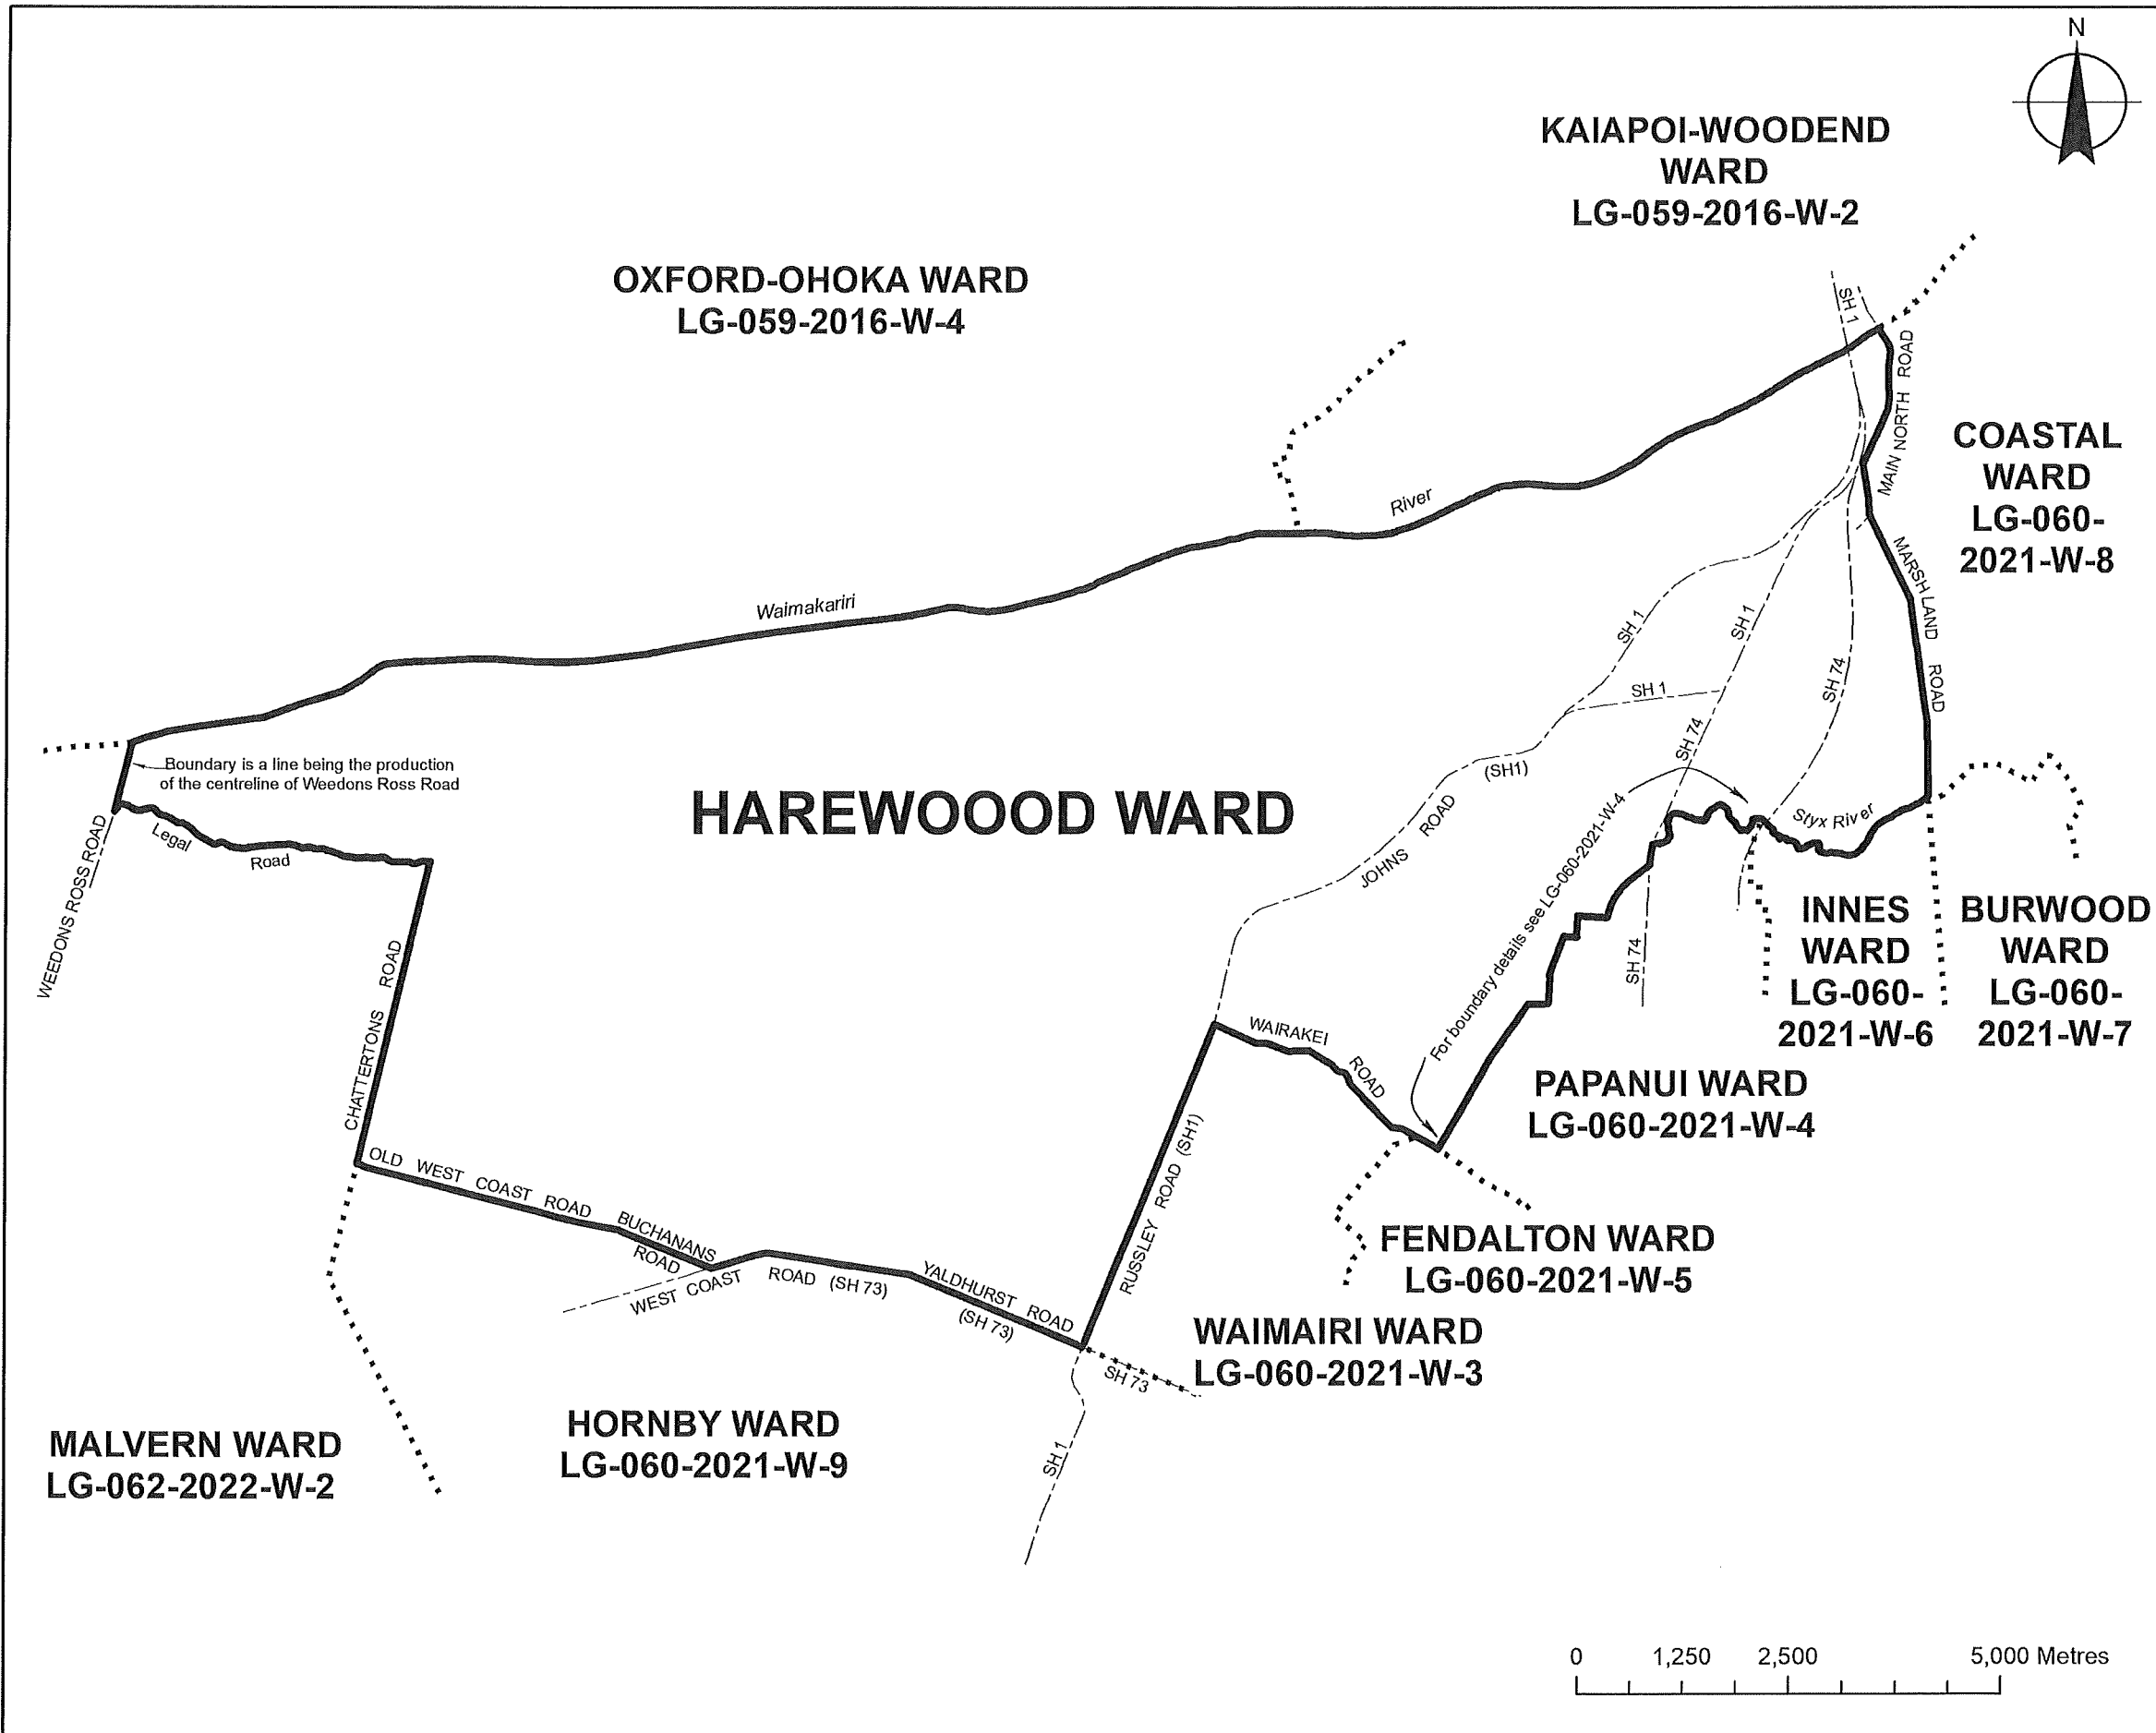 N
KAIAPOI-WOODEND
WARD
LG-059-2016-W-2
OXFORD-OHOKA WARD
LG-059-2016-W-4
SH 1
MAIN NORTH ROAD
COASTAL
WARD
LG-060-
2021-W-8
River
Waimakariri
MARSHLAND ROAD
SH 1
SH 1
SH 1
SH 74
SH 74
Boundary is a line being the production
of the centreline of Weedons Ross Road
HAREWOOOD WARD
(SH1)
JOHNS ROAD
Styx River
For boundary details see LG-060-2021-W-4
WEEDONS ROSS ROAD
Legal
Road
INNES
WARD
LG-060-
2021-W-6
BURWOOD
WARD
LG-060-
2021-W-7
SH 74
CHATTERTONS ROAD
WAIRAKEI
ROAD
PAPANUI WARD
LG-060-2021-W-4
OLD WEST COAST ROAD
BUCHANANS
ROAD
WEST COAST ROAD (SH 73)
YALDHURST ROAD
(SH 73)
RUSSLEY ROAD (SH1)
FENDALTON WARD
LG-060-2021-W-5
WAIMAIRI WARD
LG-060-2021-W-3
SH 73
SH 1
HORNBY WARD
LG-060-2021-W-9
MALVERN WARD
LG-062-2022-W-2
0 1,250 2,500 5,000 Metres